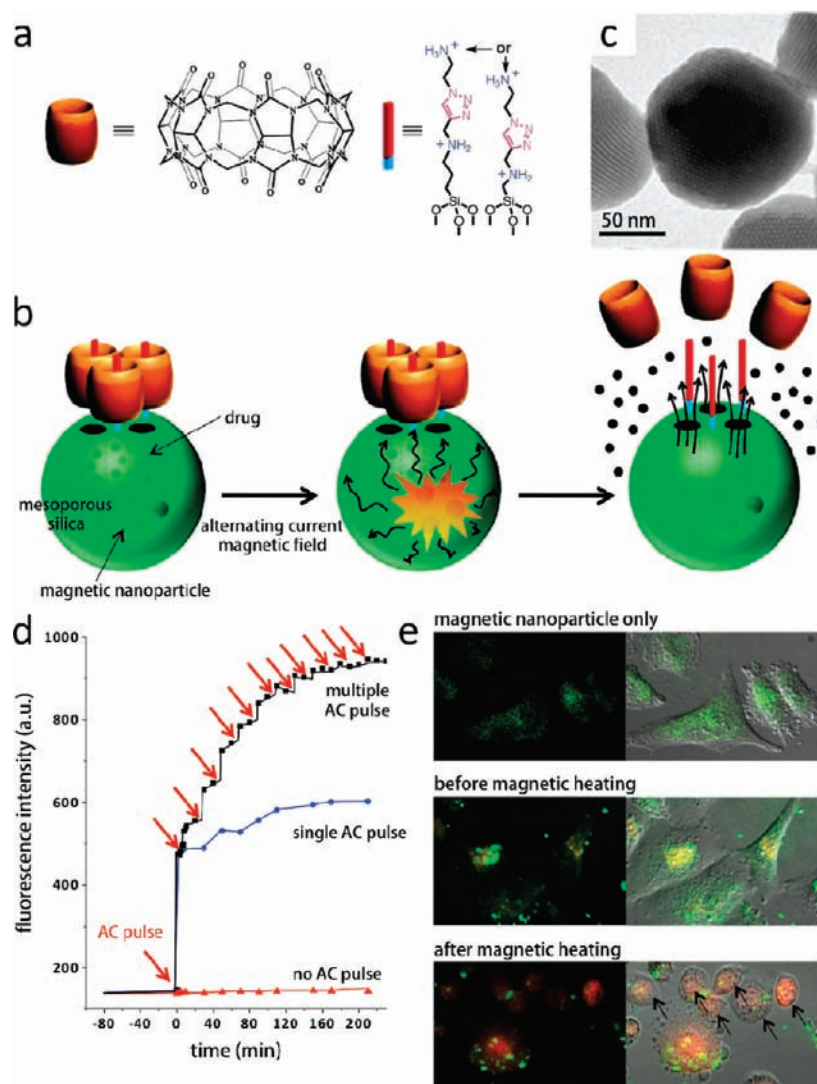 a
or
H₃N⁺
H₃N⁺
N
N
N
N
N
N
+NH₂
+NH₂
Si
Si
O O O
O O O
O O O O O O
N N N N N N N N
O O O O O O
c
50 nm
b
drug
mesoporous
silica
alternating current
magnetic field
magnetic nanoparticle
d
1000
900
800
600
400
200
-80 -40 0 40 80 120 160 200
fluorescence intensity (a.u.)
time (min)
multiple
AC pulse
single AC pulse
AC pulse
no AC pulse
e
magnetic nanoparticle only
before magnetic heating
after magnetic heating